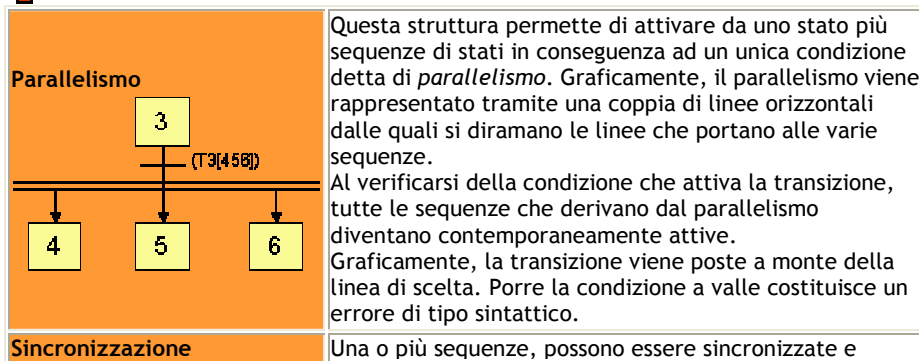 Parallelismo
3
(T3[456])
4
5
6
Questa struttura permette di attivare da uno stato più
sequenze di stati in conseguenza ad un unica condizione
detta di parallelismo. Graficamente, il parallelismo viene
rappresentato tramite una coppia di linee orizzontali
dalle quali si diramano le linee che portano alle varie
sequenze.
Al verificarsi della condizione che attiva la transizione,
tutte le sequenze che derivano dal parallelismo
diventano contemporaneamente attive.
Graficamente, la transizione viene poste a monte della
linea di scelta. Porre la condizione a valle costituisce un
errore di tipo sintattico.
Sincronizzazione
Una o più sequenze, possono essere sincronizzate e